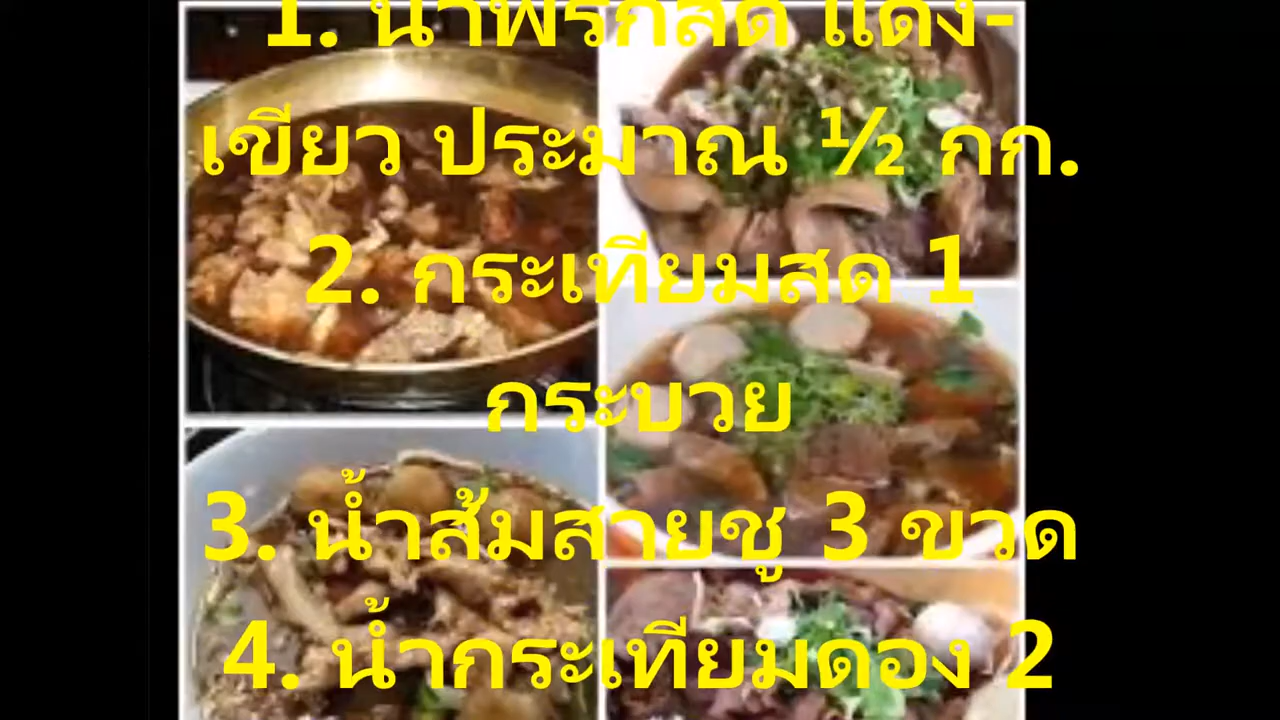 1. น้ำพริกสด แดง-
เขียว ประมาณ ½ กก.
2. กระเทียมสด 1
กระบวย
3. น้ำส้มสายชู 3 ขวด
4. น้ำกระเทียมดอง 2